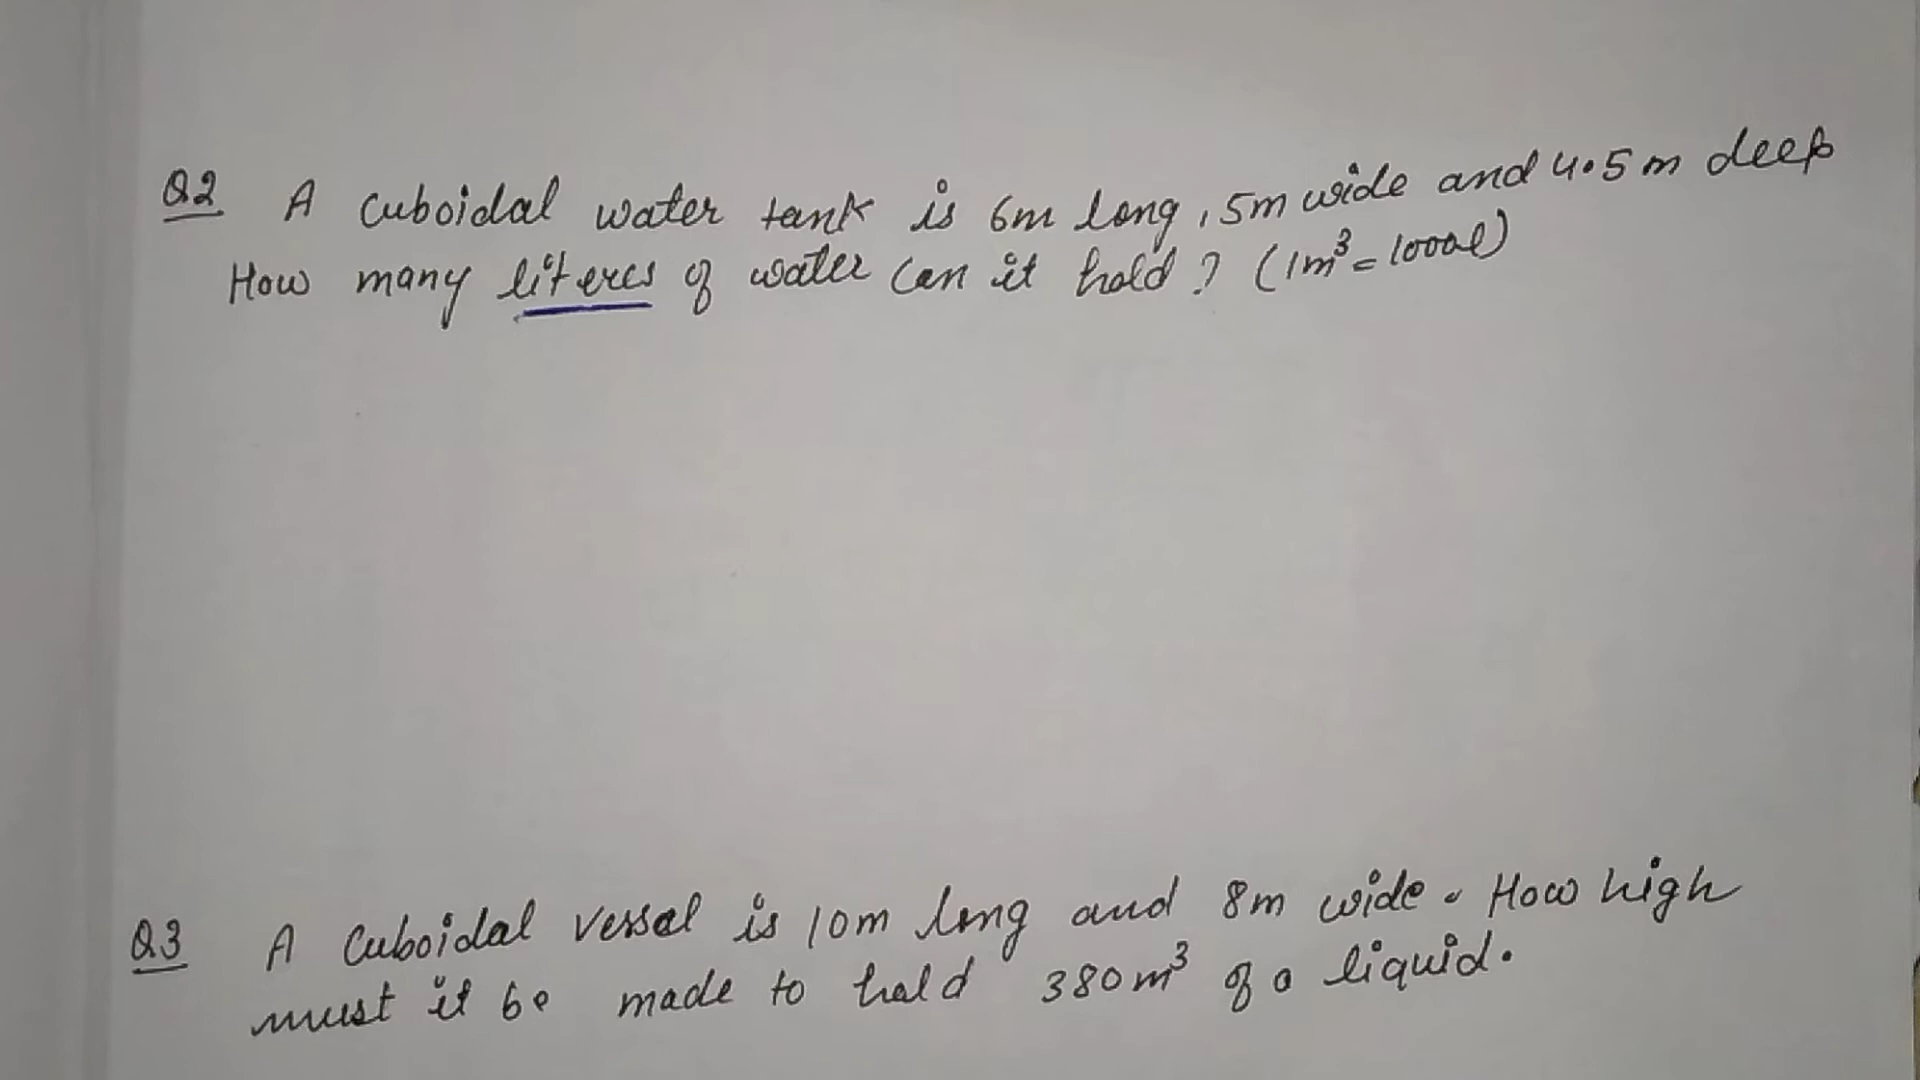 Q2 A cuboidal water tank is 6m long, 5m wide and 4.5m deep
How many literes of water can it hold? (1m³ = 1000l)
Q3 A Cuboidal vessel is 10m long and 8m wide. How high
must it be made to hold 380m³ of a liquid.